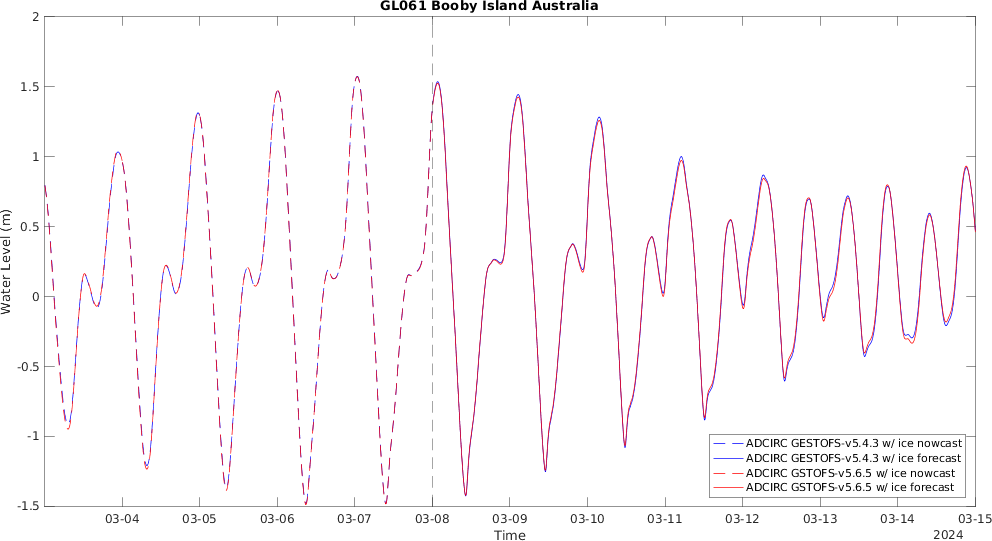 GL061 Booby Island Australia
Water Level (m)
2
1.5
1
0.5
0
-0.5
-1
-1.5
03-04 03-05 03-06 03-07 03-08 03-09 03-10 03-11 03-12 03-13 03-14 03-15
Time
2024
ADCIRC GESTOFS-v5.4.3 w/ ice nowcast
ADCIRC GESTOFS-v5.4.3 w/ ice forecast
ADCIRC GSTOFS-v5.6.5 w/ ice nowcast
ADCIRC GSTOFS-v5.6.5 w/ ice forecast